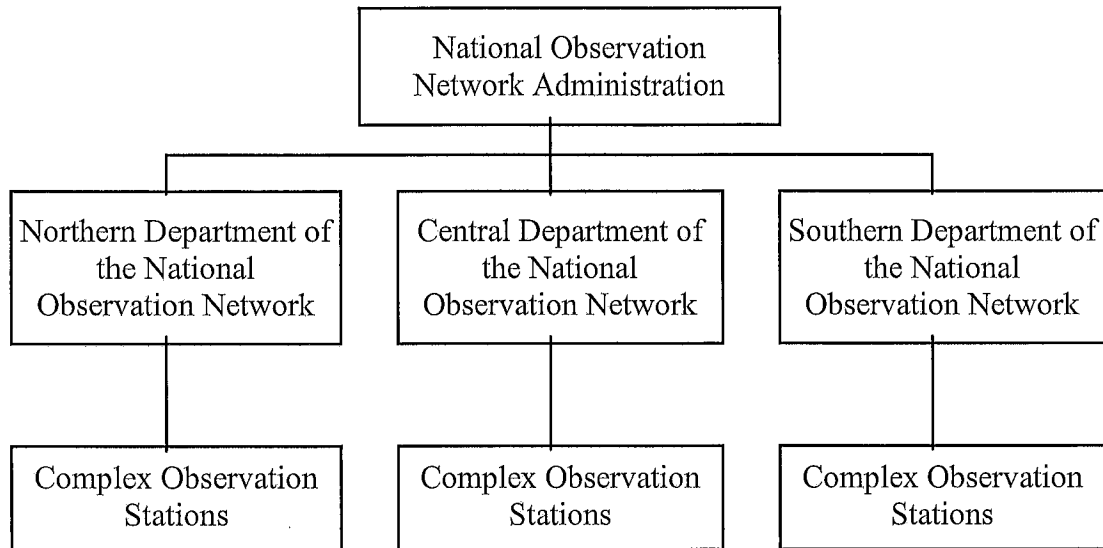 National Observation
Network Administration
Northern Department of
the National
Observation Network
Central Department of
the National
Observation Network
Southern Department of
the National
Observation Network
Complex Observation
Stations
Complex Observation
Stations
Complex Observation
Stations